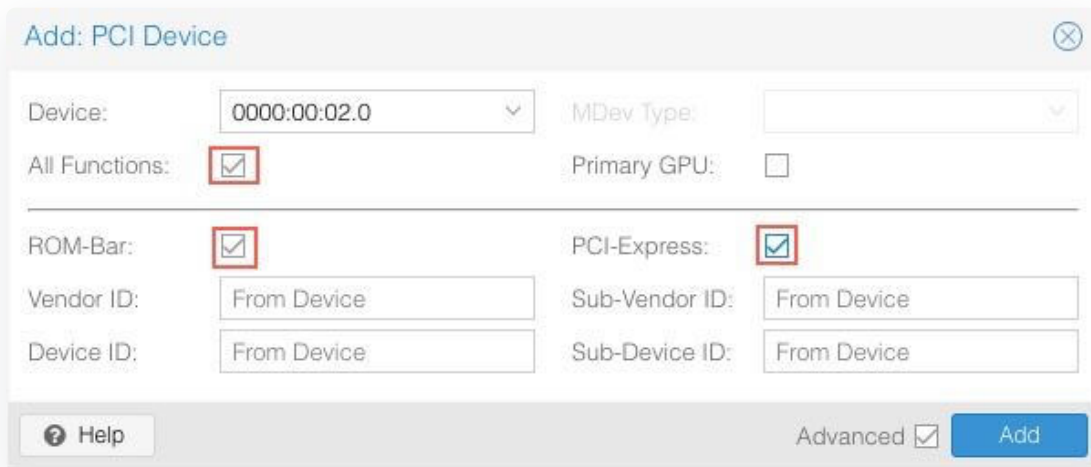 Add: PCI Device
Device: 0000:00:02.0 MDev Type:
All Functions: Primary GPU:
ROM-Bar: PCI-Express:
Vendor ID: From Device Sub-Vendor ID: From Device
Device ID: From Device Sub-Device ID: From Device
Help Advanced Add